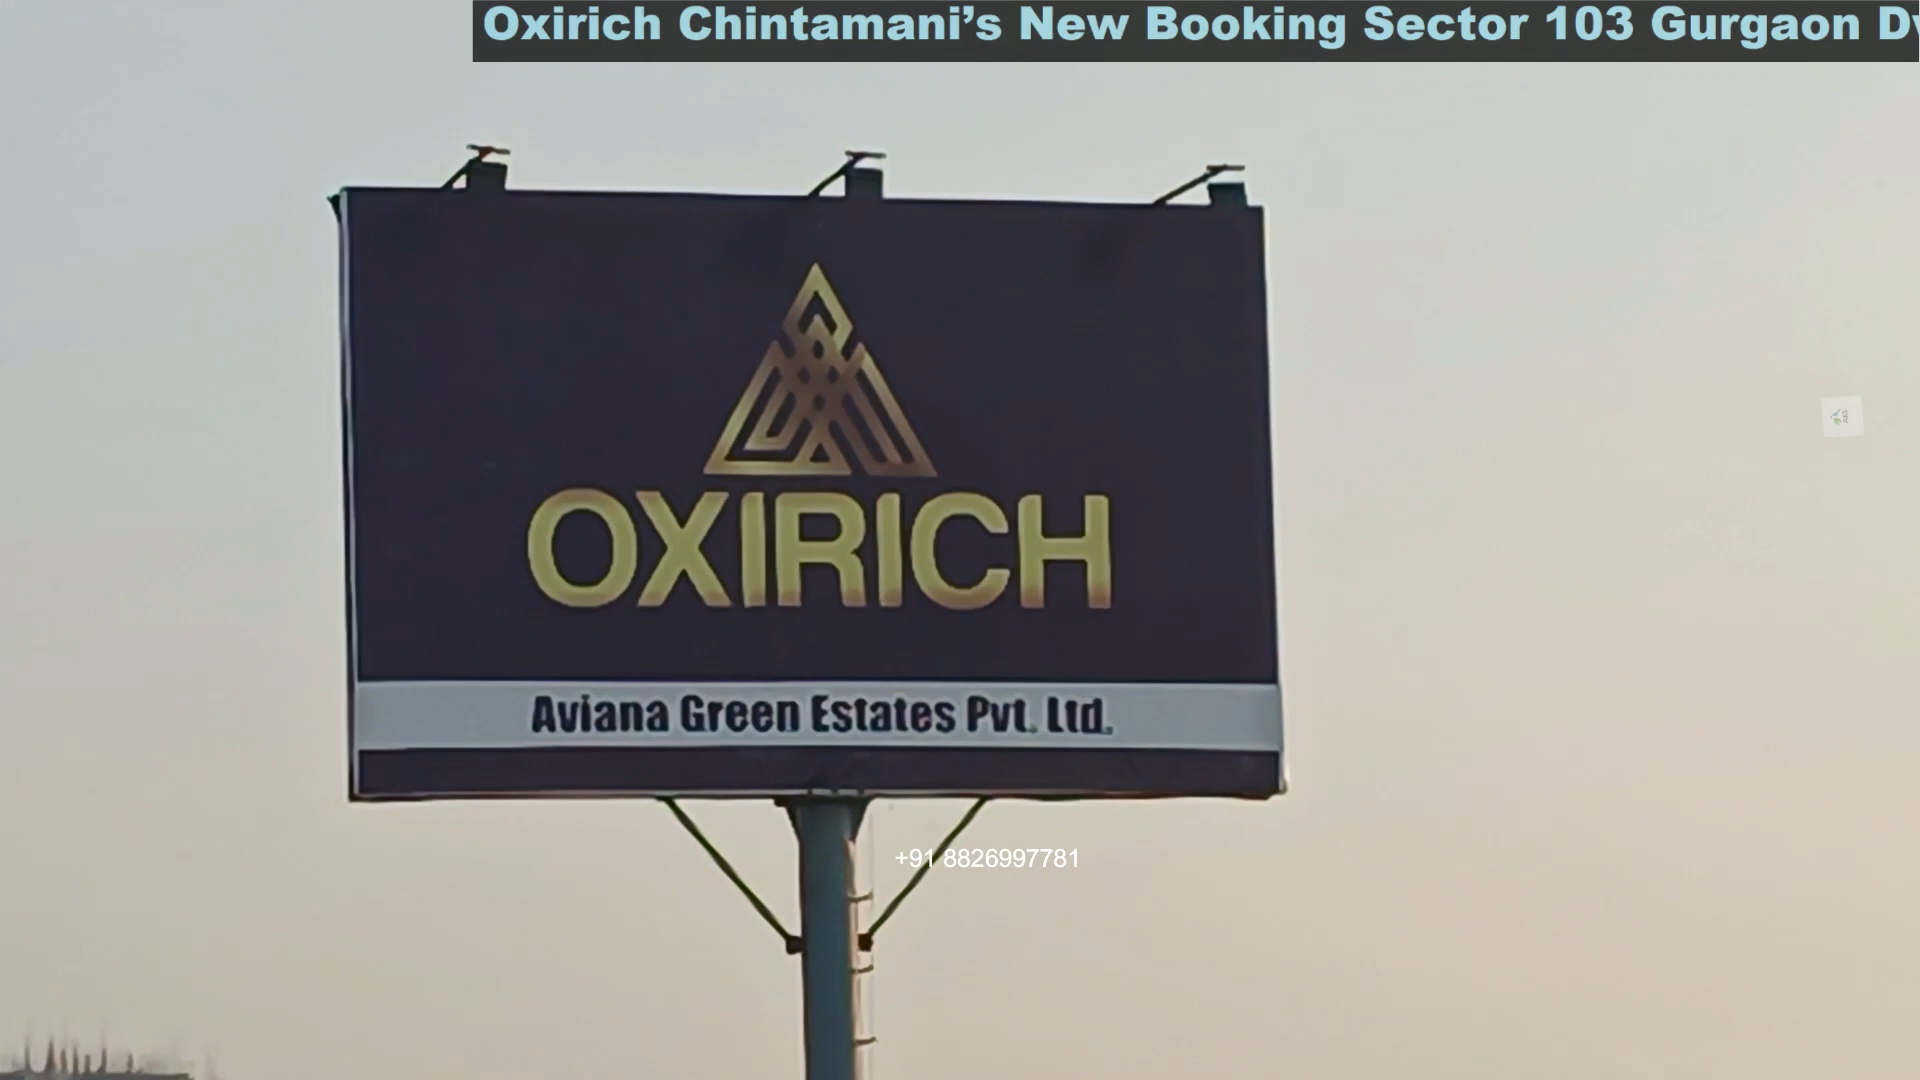 Oxirich Chintamani’s New Booking Sector 103 Gurgaon
OXIRICH
Aviana Green Estates Pvt. Ltd.
+91 8826997781